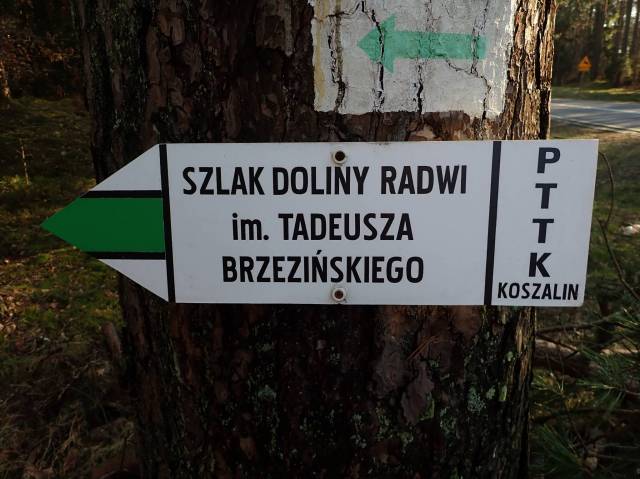 SZLAK DOLINY RADWI
im. TADEUSZA
BRZEZIŃSKIEGO
PTTK
KOSZALIN